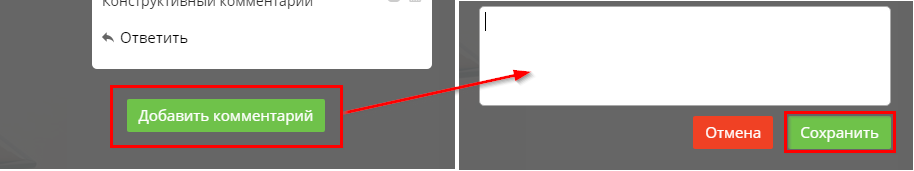 Конструктивный комментарий
Ответить
Добавить комментарий
Отмена
Сохранить